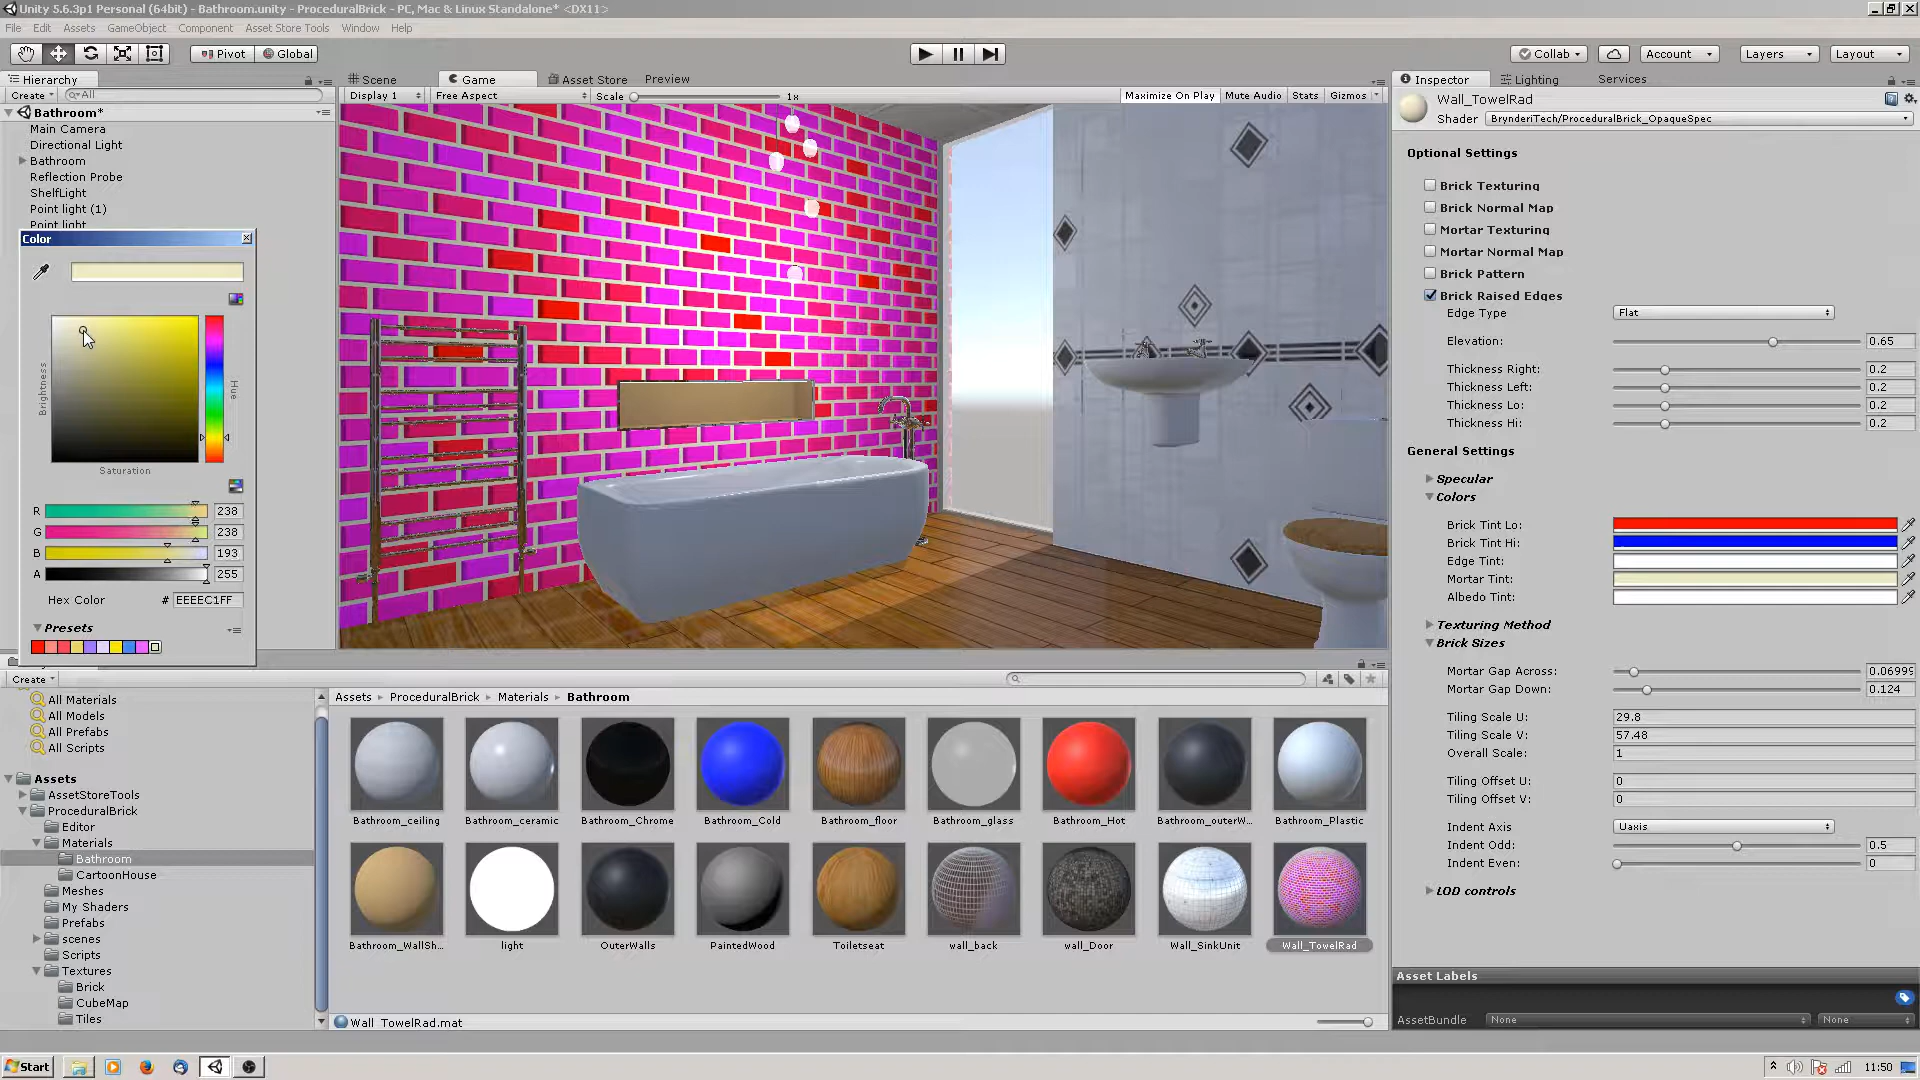 Unity 5.6.3p1 Personal (64bit) - Bathroom.unity - ProceduralBrick - PC, Mac & Linux Standalone* <DX11>
File Edit Assets GameObject Component Asset Store Tools Window Help
Pivot Global Collab Account Layers Layout
Hierarchy
Create All
Bathroom*
Main Camera
Directional Light
Bathroom
Reflection Probe
ShelfLight
Point light (1)
Point light
Color
Brightness
Hue
Saturation
R 238
G 238
B 193
A 255
Hex Color # EEEEC1FF
Presets
Scene Game Asset Store Preview
Display 1 Free Aspect Scale 1x Maximize On Play Mute Audio Stats Gizmos
Create
All Materials
All Models
All Prefabs
All Scripts
Assets
AssetStoreTools
ProceduralBrick
Editor
Materials
Bathroom
CartoonHouse
Meshes
My Shaders
Prefabs
scenes
Scripts
Textures
Brick
CubeMap
Tiles
Assets ProceduralBrick Materials Bathroom
Bathroom_ceiling Bathroom_ceramic Bathroom_Chrome Bathroom_Cold Bathroom_floor Bathroom_glass Bathroom_Hot Bathroom_outerW... Bathroom_Plastic
Bathroom_WallSh... light OuterWalls PaintedWood Toiletseat wall_back wall_Door Wall_SinkUnit Wall_TowelRad
Wall_TowelRad.mat
Inspector Lighting Services
Wall_TowelRad
Shader BrynderiTech/ProceduralBrick_OpaqueSpec
Optional Settings
Brick Texturing
Brick Normal Map
Mortar Texturing
Mortar Normal Map
Brick Pattern
Brick Raised Edges
Edge Type Flat
Elevation: 0.65
Thickness Right: 0.2
Thickness Left: 0.2
Thickness Lo: 0.2
Thickness Hi: 0.2
General Settings
Specular
Colors
Brick Tint Lo:
Brick Tint Hi:
Edge Tint:
Mortar Tint:
Albedo Tint:
Texturing Method
Brick Sizes
Mortar Gap Across: 0.06999
Mortar Gap Down: 0.124
Tiling Scale U: 29.8
Tiling Scale V: 57.48
Overall Scale: 1
Tiling Offset U: 0
Tiling Offset V: 0
Indent Axis Uaxis
Indent Odd: 0.5
Indent Even: 0
LOD controls
Asset Labels
AssetBundle None None
Start 11:50